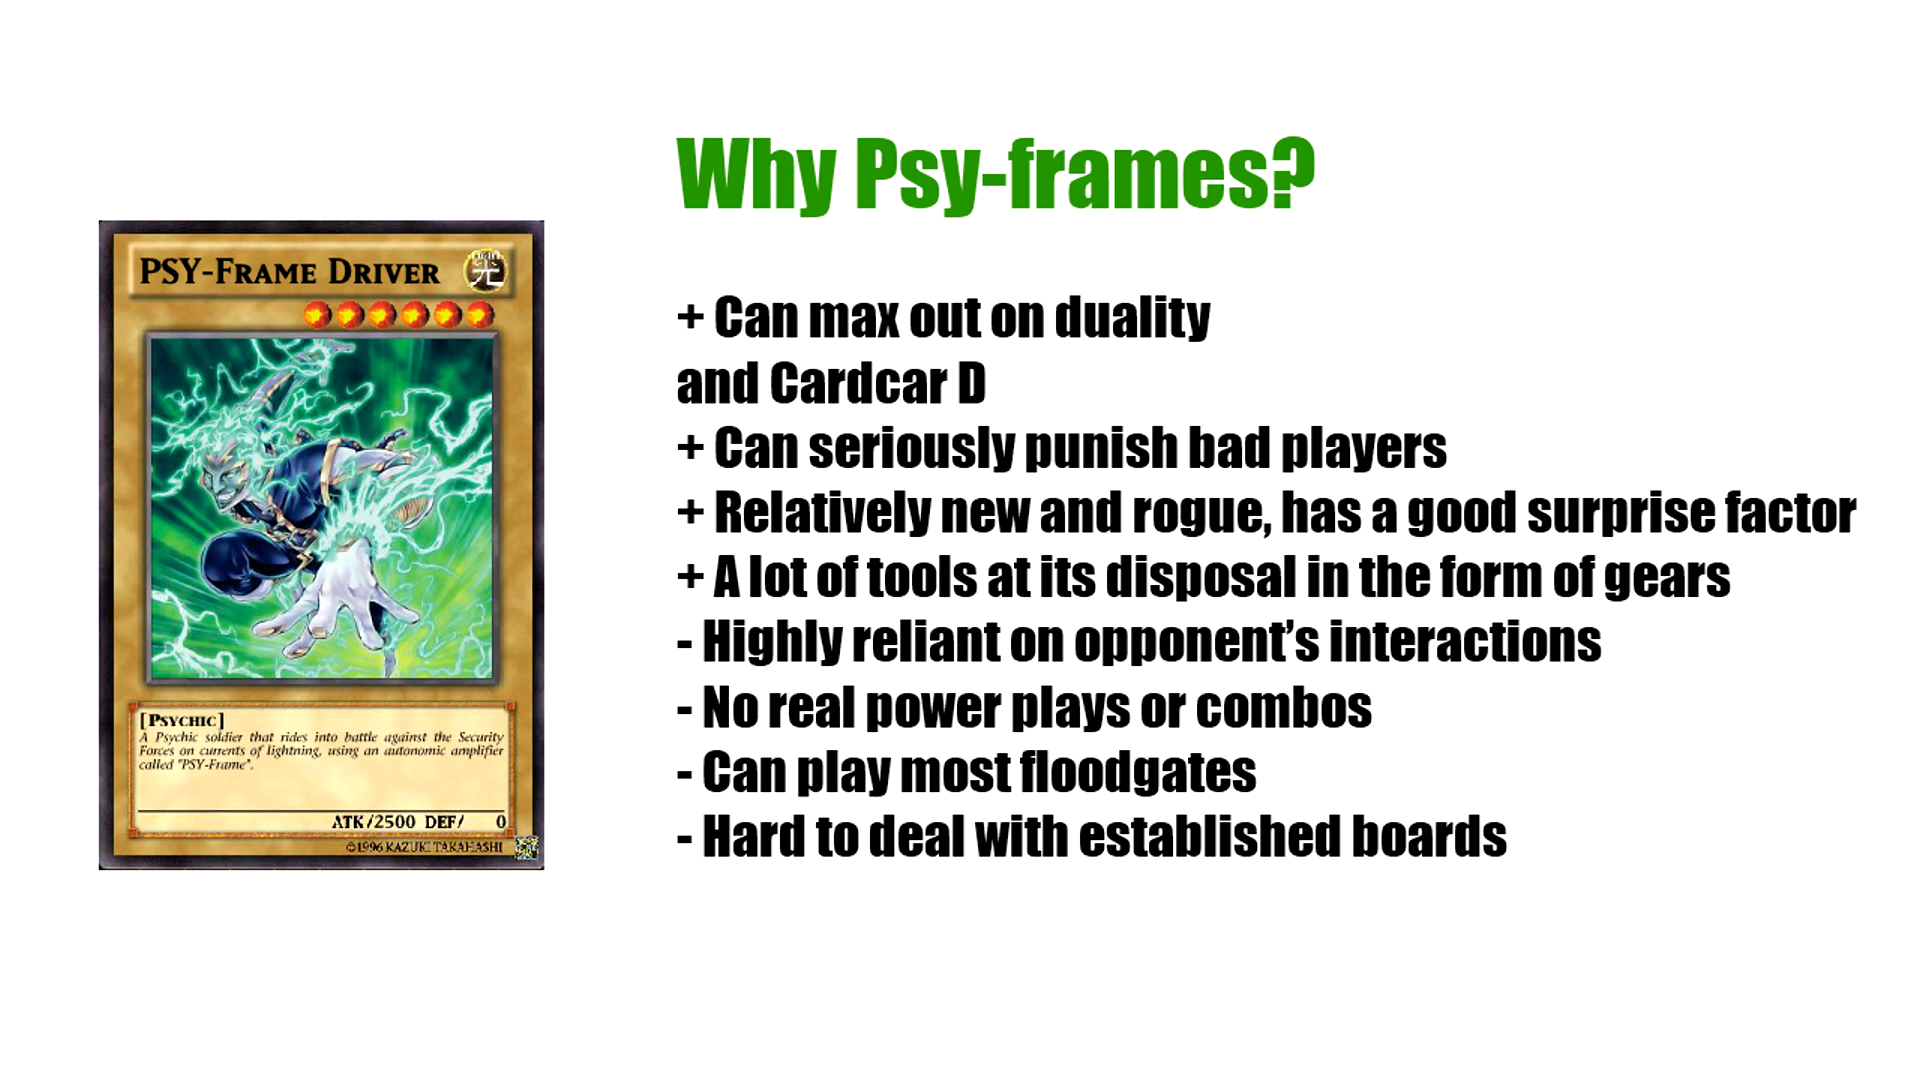 Why Psy-frames?
PSY-FRAME DRIVER
LIGHT
光
[PSYCHIC]
A Psychic soldier that rides into battle against the Security
Forces on currents of lightning, using an autonomic amplifier
called "PSY-Frame".
ATK/2500 DEF/ 0
©1996 KAZUKI TAKAHASHI
+ Can max out on duality
and Cardcar D
+ Can seriously punish bad players
+ Relatively new and rogue, has a good surprise factor
+ A lot of tools at its disposal in the form of gears
- Highly reliant on opponent’s interactions
- No real power plays or combos
- Can play most floodgates
- Hard to deal with established boards